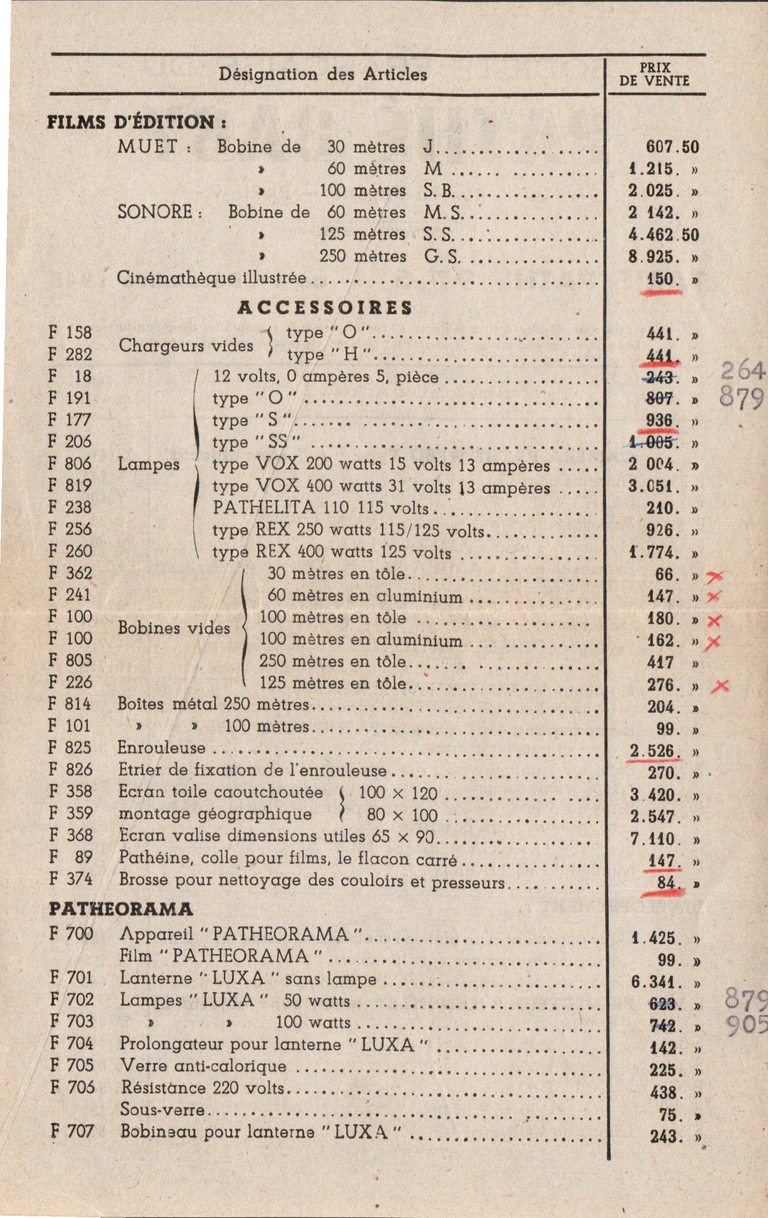 Désignation des Articles PRIX DE VENTE
FILMS D'ÉDITION :
MUET : Bobine de 30 mètres J. 607.50
» 60 mètres M 1.215. »
» 100 mètres S.B. 2.025. »
SONORE : Bobine de 60 mètres M.S. 2 142. »
» 125 mètres S.S. 4.462.50
» 250 mètres G.S. 8.925. »
Cinémathèque illustrée 150. »
ACCESSOIRES
F 158 Chargeurs vides type "O" 441. »
F 282 type "H" 441. »
F 18 12 volts, 0 ampères 5, pièce 243. » 264
F 191 type "O" 807. » 879
F 177 type "S" 936. »
F 206 type "SS" 1.005. »
F 806 Lampes type VOX 200 watts 15 volts 13 ampères 2 004. »
F 819 type VOX 400 watts 31 volts 13 ampères 3.051. »
F 238 PATHELITA 110 115 volts 210. »
F 256 type REX 250 watts 115/125 volts 926. »
F 260 type REX 400 watts 125 volts 1.774. »
F 362 30 mètres en tôle 66. » x
F 241 60 mètres en aluminium 147. » x
F 100 100 mètres en tôle 180. » x
F 100 Bobines vides 100 mètres en aluminium 162. » x
F 805 250 mètres en tôle 417 »
F 226 125 mètres en tôle 276. » x
F 814 Boîtes métal 250 mètres 204. »
F 101 » » 100 mètres 99. »
F 825 Enrouleuse 2.526. »
F 826 Etrier de fixation de l'enrouleuse 270. »
F 358 Ecran toile caoutchoutée 100 × 120 3 420. »
F 359 montage géographique 80 × 100 2.547. »
F 368 Ecran valise dimensions utiles 65 × 90 7.110. »
F 89 Pathéine, colle pour films, le flacon carré 147. »
F 374 Brosse pour nettoyage des couloirs et presseurs 84. »
PATHEORAMA
F 700 Appareil "PATHEORAMA" 1.425. »
Film "PATHEORAMA" 99. »
F 701 Lanterne "LUXA" sans lampe 6.341. »
F 702 Lampes "LUXA" 50 watts 623. » 879
F 703 » » 100 watts 742. » 905
F 704 Prolongateur pour lanterne "LUXA" 142. »
F 705 Verre anti-calorique 225. »
F 706 Résistance 220 volts 438. »
Sous-verre 75. »
F 707 Bobineau pour lanterne "LUXA" 243. »